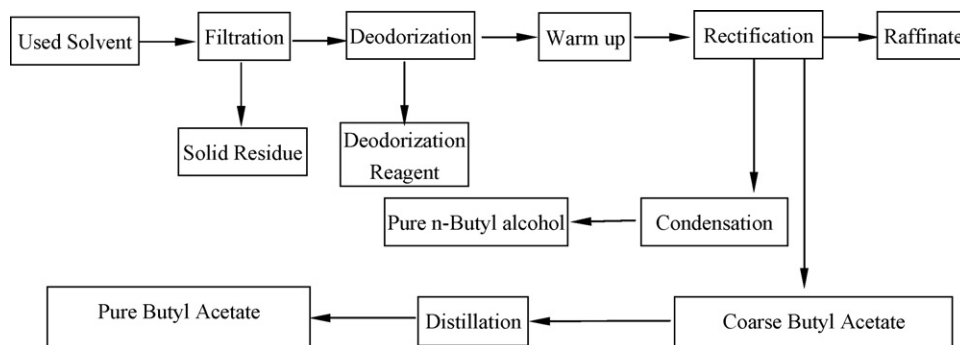 Used Solvent
Filtration
Deodorization
Warm up
Rectification
Raffinate
Solid Residue
Deodorization
Reagent
Pure n-Butyl alcohol
Condensation
Pure Butyl Acetate
Distillation
Coarse Butyl Acetate